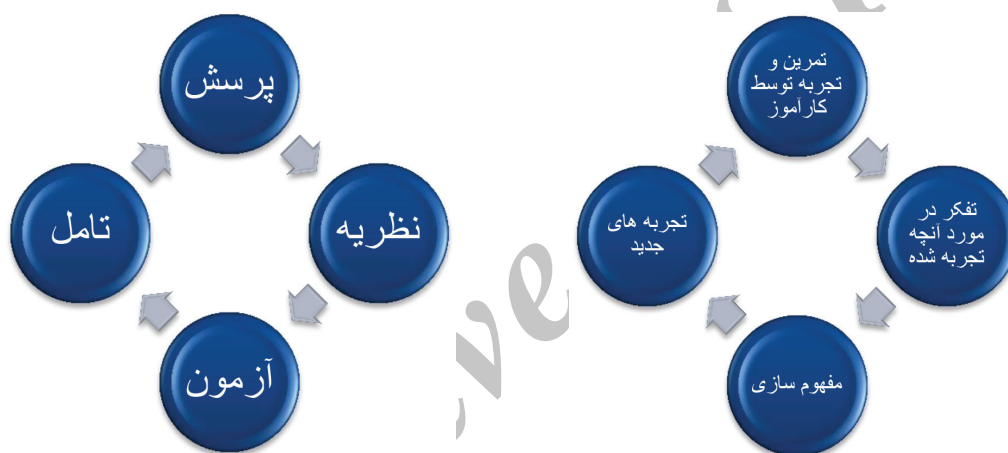 پرسش
نظریه
آزمون
تامل
تمرین و
تجربه توسط
کارآموز
تفکر در
مورد آنچه
تجربه شده
مفهوم سازی
تجربه های
جدید